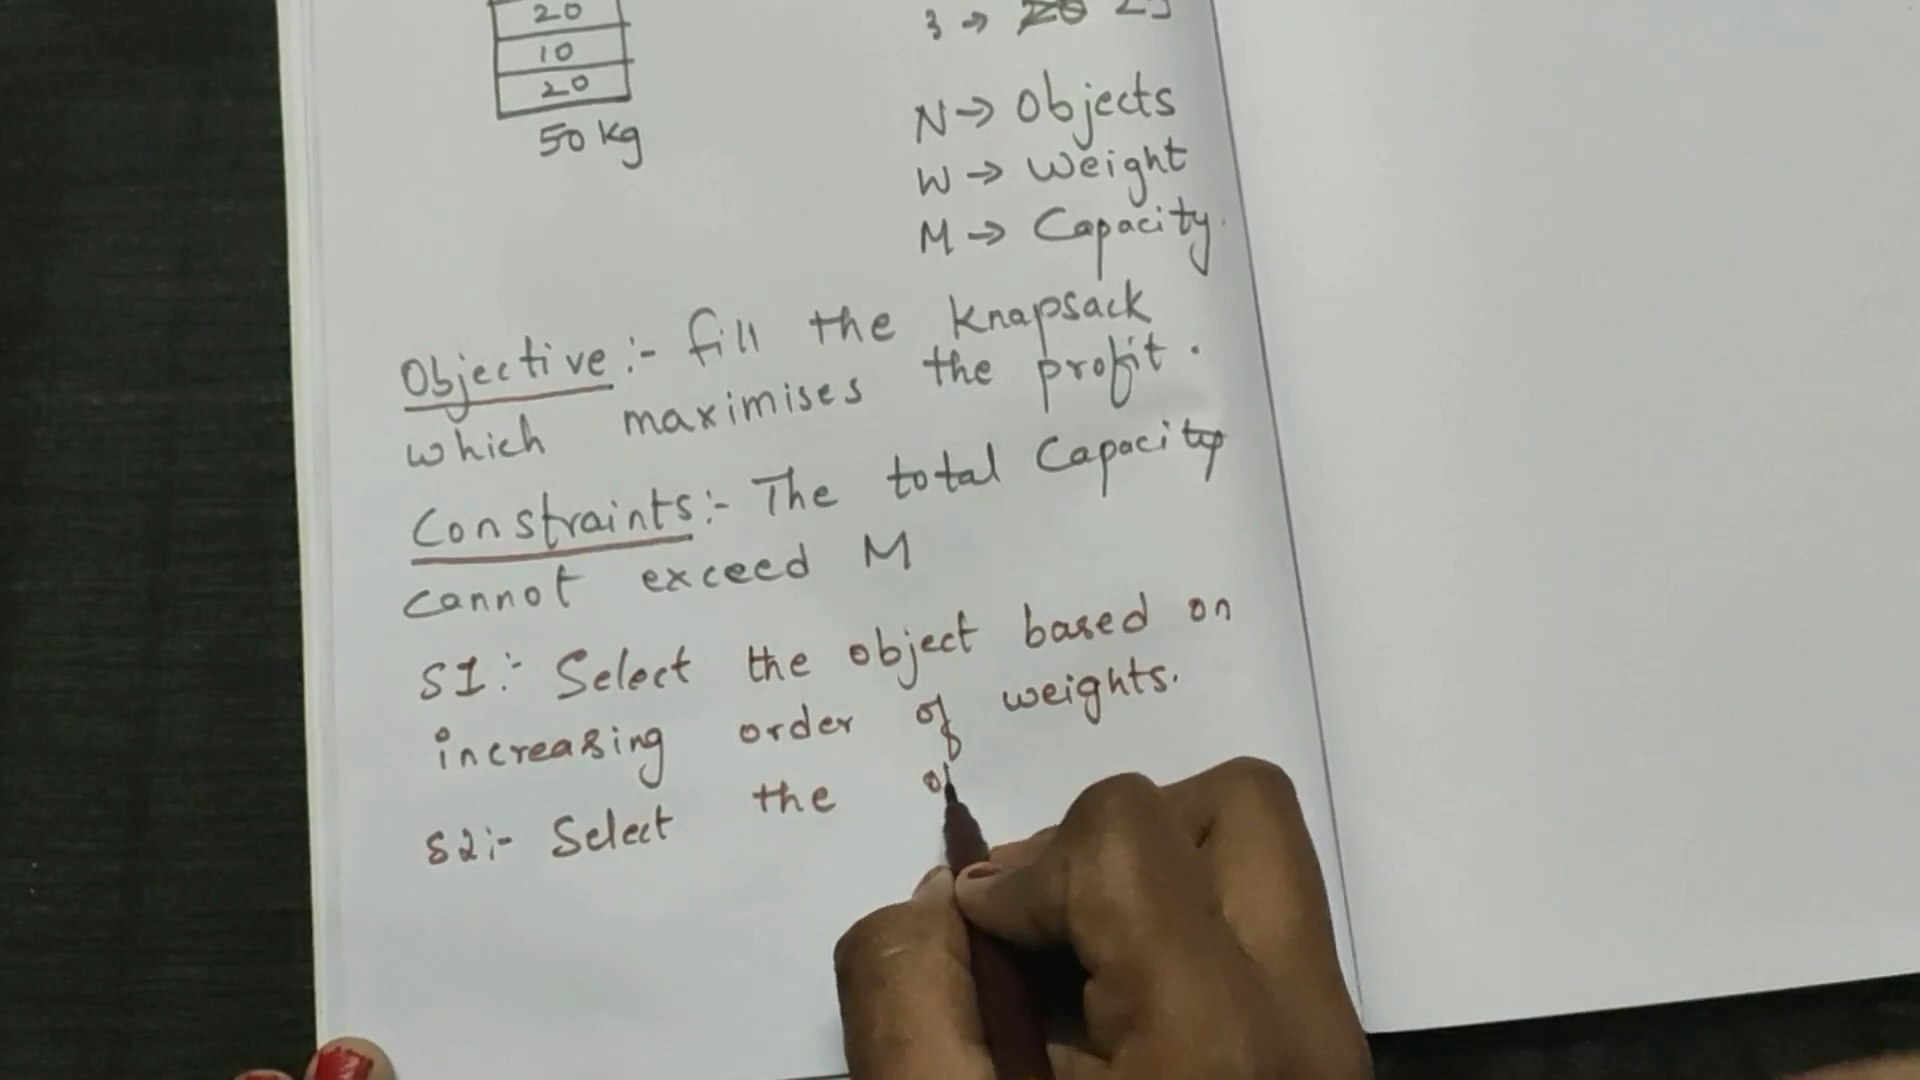 20
10
20
50 kg
3 →
N → Objects
W → Weight
M → Capacity.
Objective :- fill the knapsack
which maximises the profit.
Constraints :- The total Capacity
cannot exceed M
S1 :- Select the object based on
increasing order of weights.
S2 :- Select the